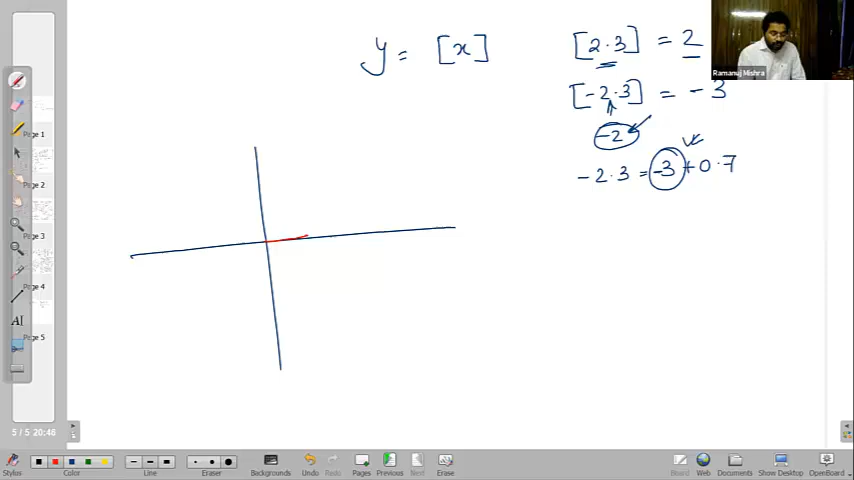 y = [x]
[2.3] = 2
[-2.3] = -3
-2
-2.3 = -3 + 0.7
Ramanuj Mishra
Page 1
Page 2
Page 3
Page 4
Page 5
AI
5 / 5 20:46
Stylus Color Line Eraser Backgrounds Undo Redo Pages Previous Next Erase Board Web Documents Show Desktop OpenBoard